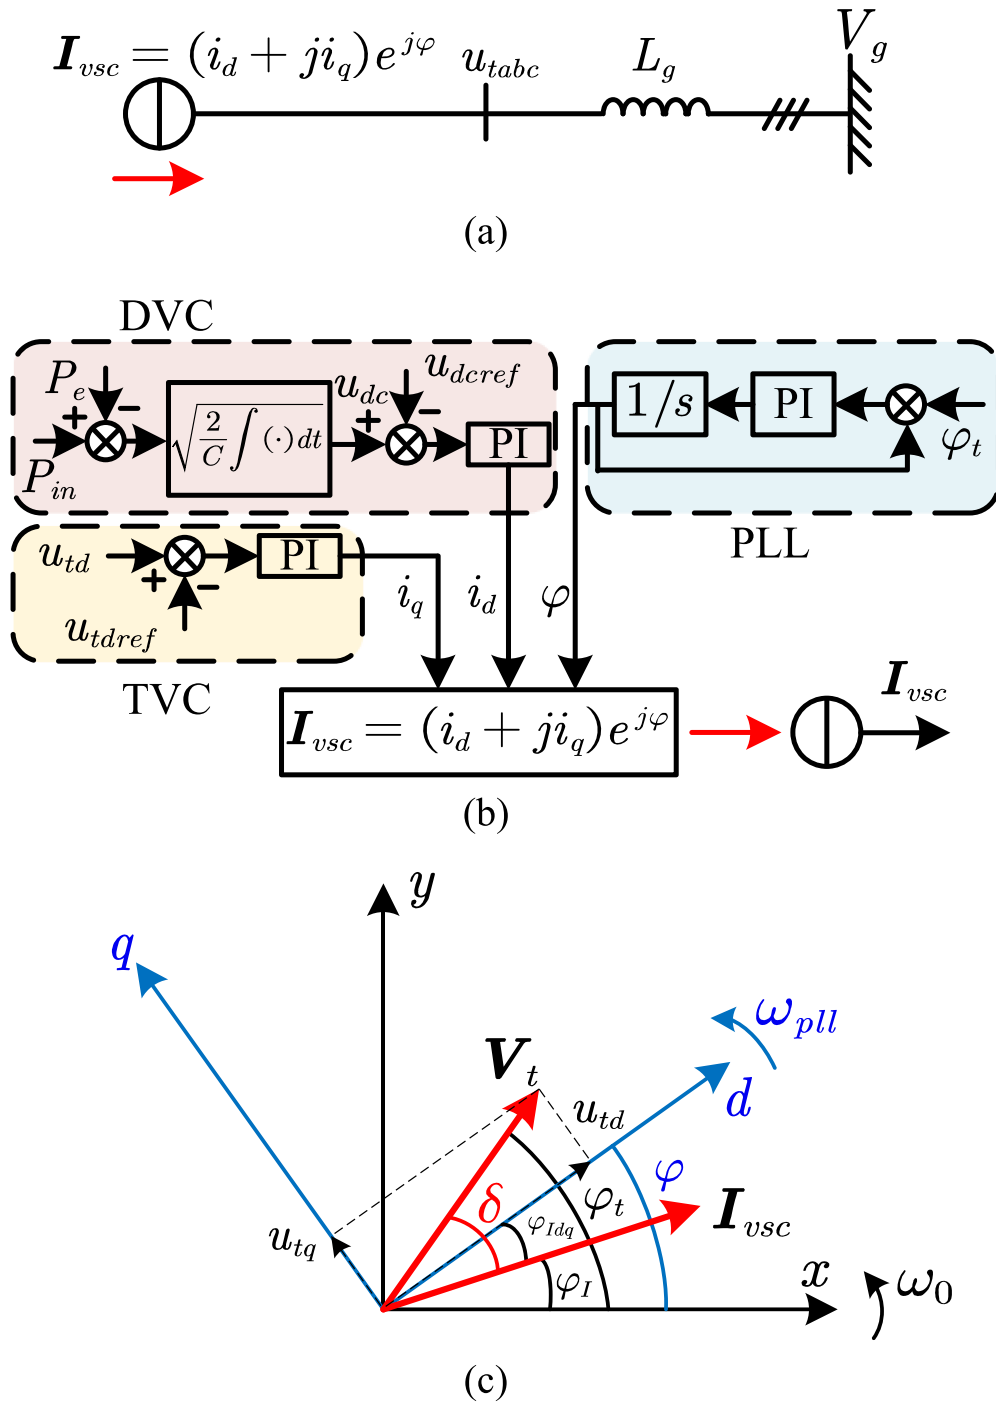 I_vsc = (i_d + ji_q)e^{jφ}
u_tabc
L_g
V_g
(a)
DVC
P_e
u_dc
u_dcref
+
−
+
−
√(2/C ∫(·)dt)
PI
P_in
1/s
PI
φ_t
PLL
u_td
PI
+
−
u_tdref
TVC
i_q
i_d
φ
I_vsc = (i_d + ji_q)e^{jφ}
I_vsc
(b)
y
q
ω_pll
V_t
d
u_td
φ
φ_t
δ
φ_Idq
I_vsc
u_tq
φ_I
x
ω_0
(c)